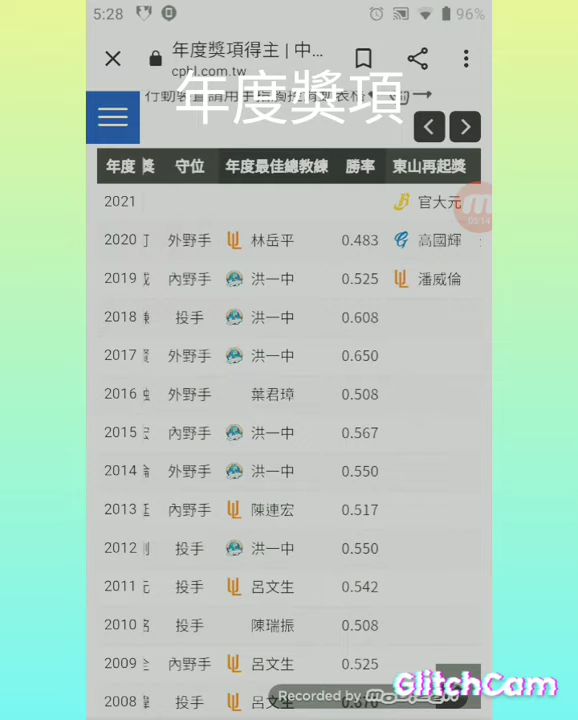 5:28 96%
年度獎項得主 | 中...
cpbl.com.tw
年度獎項
年度 獎 守位 年度最佳總教練 勝率 東山再起獎
2021 官大元
05:14
2020 外野手 林岳平 0.483 高國輝
2019 內野手 洪一中 0.525 潘威倫
2018 投手 洪一中 0.608
2017 外野手 洪一中 0.650
2016 外野手 葉君璋 0.508
2015 內野手 洪一中 0.567
2014 外野手 洪一中 0.550
2013 內野手 陳連宏 0.517
2012 投手 洪一中 0.550
2011 投手 呂文生 0.542
2010 投手 陳瑞振 0.508
2009 內野手 呂文生 0.525
2008 投手 呂文生
Recorded by
GlitchCam